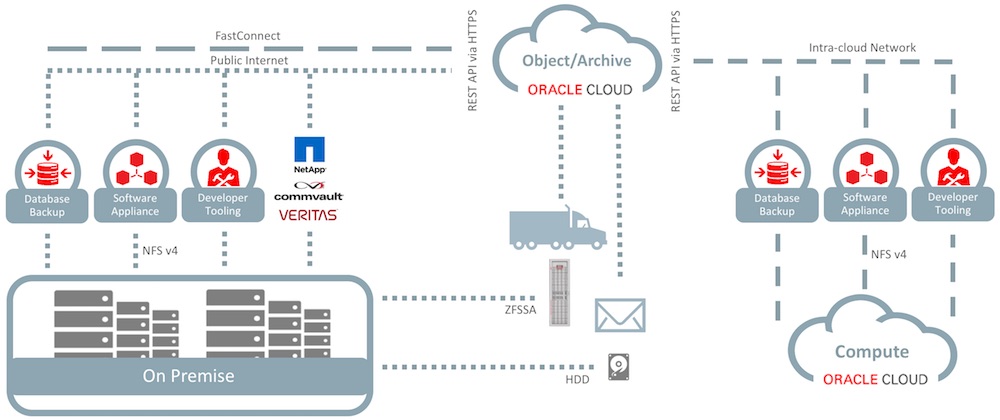 FastConnect
Public Internet
REST API via HTTPS
Object/Archive
ORACLE CLOUD
REST API via HTTPS
Intra-cloud Network
Database
Backup
Software
Appliance
Developer
Tooling
NetApp
commvault
VERITAS
Database
Backup
Software
Appliance
Developer
Tooling
NFS v4
NFS v4
ZFSSA
HDD
On Premise
Compute
ORACLE CLOUD